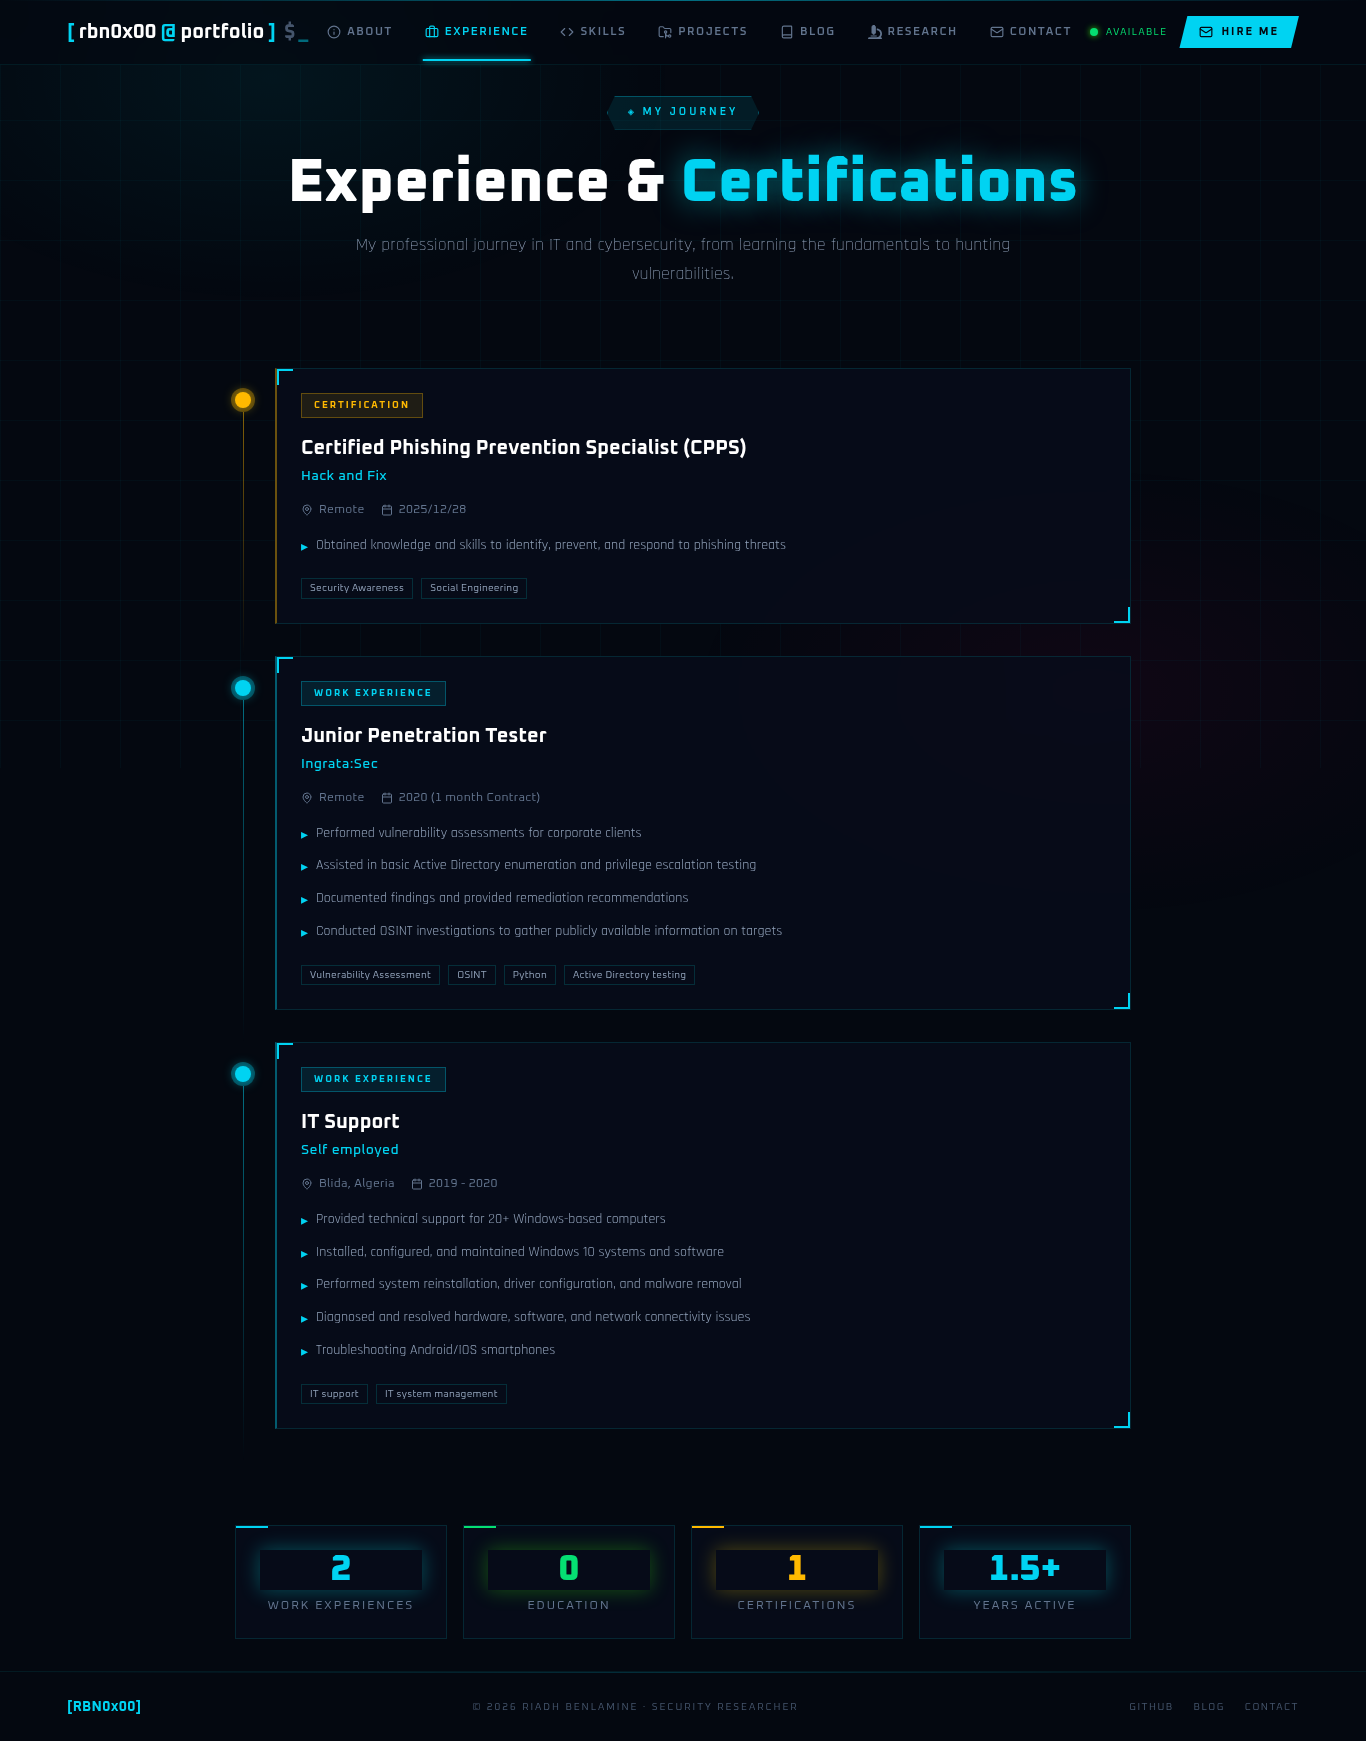 [ rbn0x00 @ portfolio ] $_
ABOUT
EXPERIENCE
SKILLS
PROJECTS
BLOG
RESEARCH
CONTACT
AVAILABLE
HIRE ME
MY JOURNEY
Experience & Certifications
My professional journey in IT and cybersecurity, from learning the fundamentals to hunting
vulnerabilities.
CERTIFICATION
Certified Phishing Prevention Specialist (CPPS)
Hack and Fix
Remote 2025/12/28
Obtained knowledge and skills to identify, prevent, and respond to phishing threats
Security Awareness Social Engineering
WORK EXPERIENCE
Junior Penetration Tester
Ingrata:Sec
Remote 2020 (1 month Contract)
Performed vulnerability assessments for corporate clients
Assisted in basic Active Directory enumeration and privilege escalation testing
Documented findings and provided remediation recommendations
Conducted OSINT investigations to gather publicly available information on targets
Vulnerability Assessment OSINT Python Active Directory testing
WORK EXPERIENCE
IT Support
Self employed
Blida, Algeria 2019 - 2020
Provided technical support for 20+ Windows-based computers
Installed, configured, and maintained Windows 10 systems and software
Performed system reinstallation, driver configuration, and malware removal
Diagnosed and resolved hardware, software, and network connectivity issues
Troubleshooting Android/IOS smartphones
IT support IT system management
2
WORK EXPERIENCES
0
EDUCATION
1
CERTIFICATIONS
1.5+
YEARS ACTIVE
[RBN0x00]
© 2026 RIADH BENLAMINE · SECURITY RESEARCHER
GITHUB BLOG CONTACT